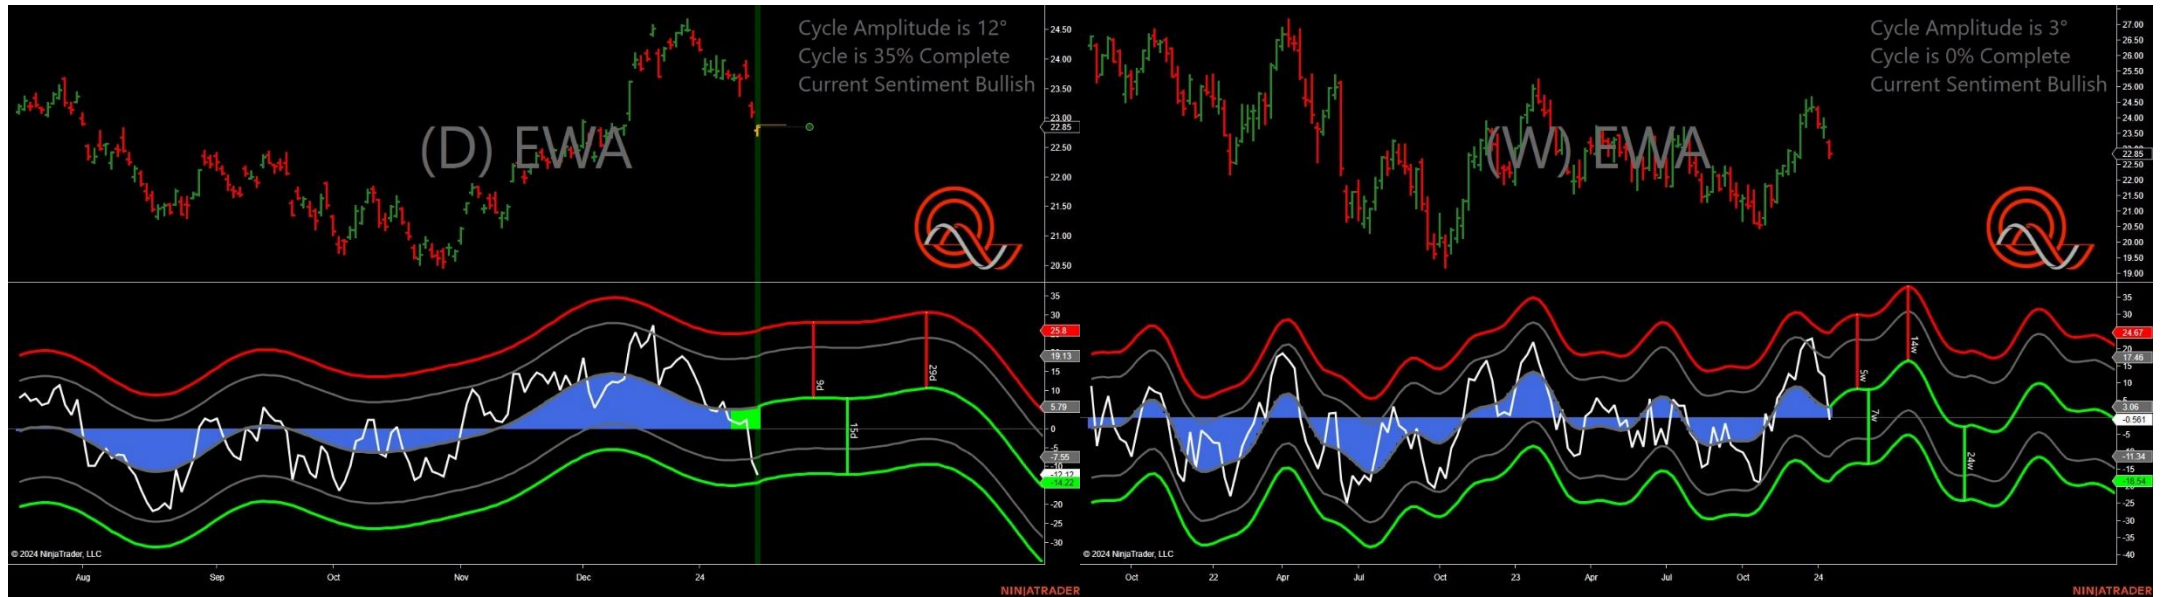 Cycle Amplitude is 12°
Cycle is 35% Complete
Current Sentiment Bullish
(D) EWA
24.50
24.00
23.50
23.00
22.85
22.50
22.00
21.50
21.00
20.50
35
25.8
19.13
15
10
5.79
0
-5
-7.55
-12.12
-14.22
-20
-25
-30
9d
29d
15d
© 2024 NinjaTrader, LLC
Aug Sep Oct Nov Dec 24
NINJATRADER
Cycle Amplitude is 3°
Cycle is 0% Complete
Current Sentiment Bullish
(W) EWA
27.00
26.50
26.00
25.50
25.00
24.50
24.00
23.50
22.85
22.50
22.00
21.50
21.00
20.50
20.00
19.50
19.00
35
30
24.67
20
17.46
10
3.06
-0.561
-5
-11.34
-15
-18.54
-25
-30
-35
-40
5w
14w
7w
24w
© 2024 NinjaTrader, LLC
Oct 22 Apr Jul Oct 23 Apr Jul Oct 24
NINJATRADER